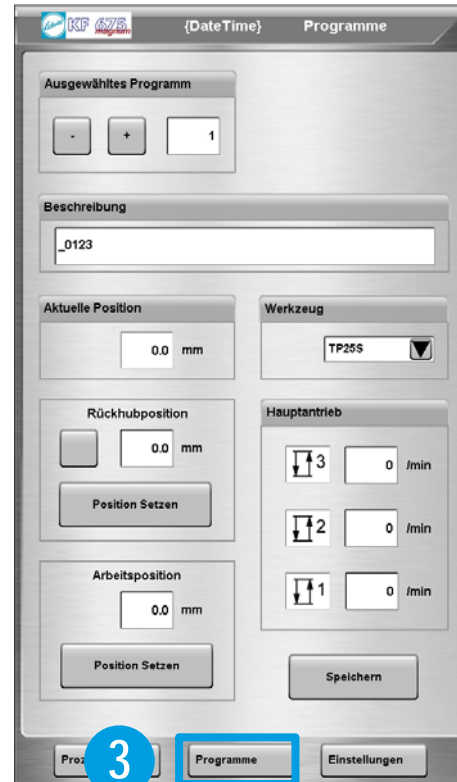 KF 675 magnum {DateTime} Programme
Ausgewähltes Programm
- + 1
Beschreibung
_0123
Aktuelle Position
0.0 mm
Werkzeug
TP25S
Rückhubposition
0.0 mm
Position Setzen
Hauptantrieb
3 0 /min
2 0 /min
1 0 /min
Arbeitsposition
0.0 mm
Position Setzen
Speichern
3 Programme Einstellungen